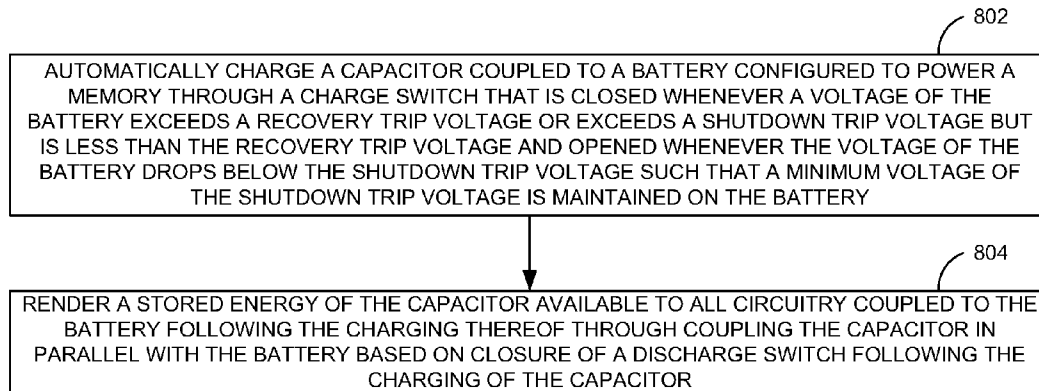 802
AUTOMATICALLY CHARGE A CAPACITOR COUPLED TO A BATTERY CONFIGURED TO POWER A
MEMORY THROUGH A CHARGE SWITCH THAT IS CLOSED WHENEVER A VOLTAGE OF THE
BATTERY EXCEEDS A RECOVERY TRIP VOLTAGE OR EXCEEDS A SHUTDOWN TRIP VOLTAGE BUT
IS LESS THAN THE RECOVERY TRIP VOLTAGE AND OPENED WHENEVER THE VOLTAGE OF THE
BATTERY DROPS BELOW THE SHUTDOWN TRIP VOLTAGE SUCH THAT A MINIMUM VOLTAGE OF
THE SHUTDOWN TRIP VOLTAGE IS MAINTAINED ON THE BATTERY
804
RENDER A STORED ENERGY OF THE CAPACITOR AVAILABLE TO ALL CIRCUITRY COUPLED TO THE
BATTERY FOLLOWING THE CHARGING THEREOF THROUGH COUPLING THE CAPACITOR IN
PARALLEL WITH THE BATTERY BASED ON CLOSURE OF A DISCHARGE SWITCH FOLLOWING THE
CHARGING OF THE CAPACITOR